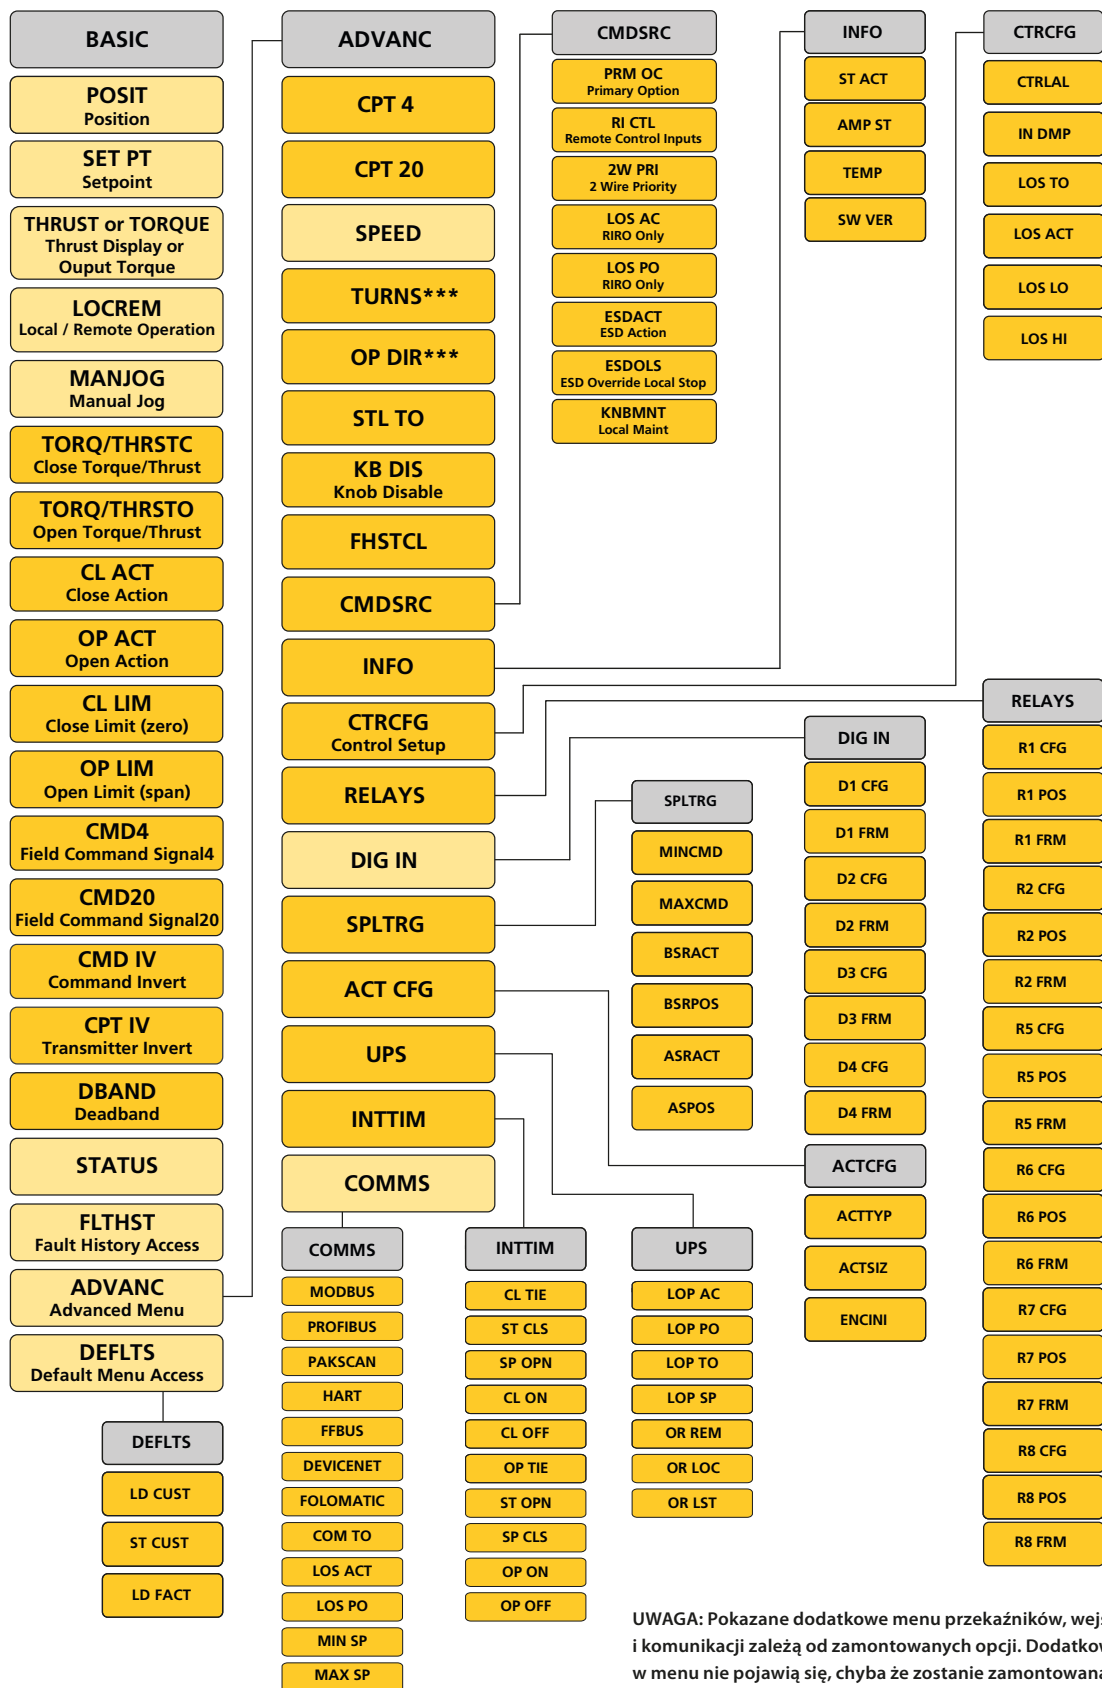 BASIC
POSIT
Position
SET PT
Setpoint
THRUST or TORQUE
Thrust Display or
Ouput Torque
LOCREM
Local / Remote Operation
MANJOG
Manual Jog
TORQ/THRSTC
Close Torque/Thrust
TORQ/THRSTO
Open Torque/Thrust
CL ACT
Close Action
OP ACT
Open Action
CL LIM
Close Limit (zero)
OP LIM
Open Limit (span)
CMD4
Field Command Signal4
CMD20
Field Command Signal20
CMD IV
Command Invert
CPT IV
Transmitter Invert
DBAND
Deadband
STATUS
FLTHST
Fault History Access
ADVANC
Advanced Menu
DEFLTS
Default Menu Access
DEFLTS
LD CUST
ST CUST
LD FACT
ADVANC
CPT 4
CPT 20
SPEED
TURNS***
OP DIR***
STL TO
KB DIS
Knob Disable
FHSTCL
CMDSRC
INFO
CTRCFG
Control Setup
RELAYS
DIG IN
SPLTRG
ACT CFG
UPS
INTTIM
COMMS
COMMS
MODBUS
PROFIBUS
PAKSCAN
HART
FFBUS
DEVICENET
FOLOMATIC
COM TO
LOS ACT
LOS PO
MIN SP
MAX SP
INTTIM
CL TIE
ST CLS
SP OPN
CL ON
CL OFF
OP TIE
ST OPN
SP CLS
OP ON
OP OFF
CMDSRC
PRM OC
Primary Option
RI CTL
Remote Control Inputs
2W PRI
2 Wire Priority
LOS AC
RIRO Only
LOS PO
RIRO Only
ESDACT
ESD Action
ESDOLS
ESD Override Local Stop
KNBMNT
Local Maint
SPLTRG
MINCMD
MAXCMD
BSRACT
BSRPOS
ASRACT
ASPOS
UPS
LOP AC
LOP PO
LOP TO
LOP SP
OR REM
OR LOC
OR LST
INFO
ST ACT
AMP ST
TEMP
SW VER
DIG IN
D1 CFG
D1 FRM
D2 CFG
D2 FRM
D3 CFG
D3 FRM
D4 CFG
D4 FRM
ACTCFG
ACTTYP
ACTSIZ
ENCINI
CTRCFG
CTRLAL
IN DMP
LOS TO
LOS ACT
LOS LO
LOS HI
RELAYS
R1 CFG
R1 POS
R1 FRM
R2 CFG
R2 POS
R2 FRM
R5 CFG
R5 POS
R5 FRM
R6 CFG
R6 POS
R6 FRM
R7 CFG
R7 POS
R7 FRM
R8 CFG
R8 POS
R8 FRM
UWAGA: Pokazane dodatkowe menu przekaźników,
i komunikacji zależą od zamontowanych opcji.
w menu nie pojawią się, chyba że zostanie zamontowana